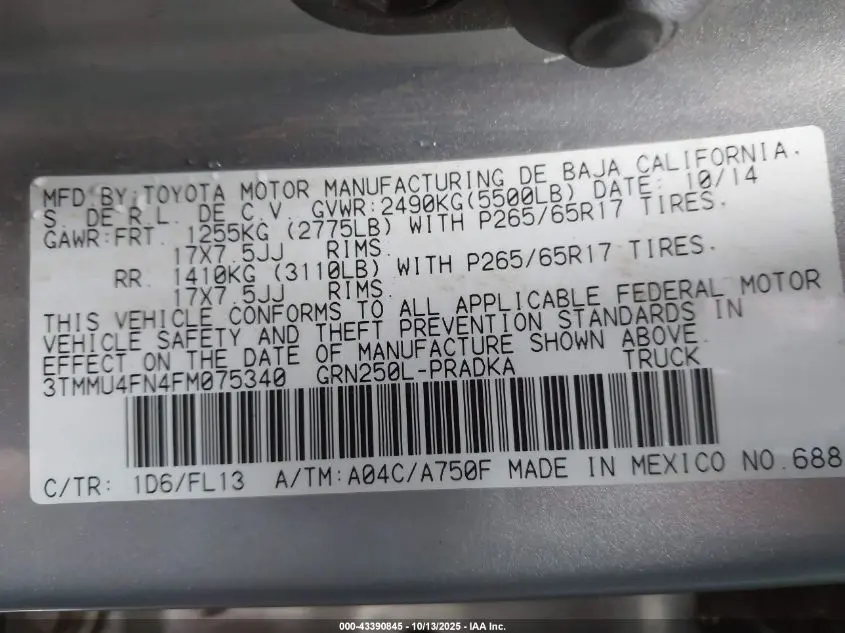 MFD BY: TOYOTA MOTOR MANUFACTURING DE BAJA CALIFORNIA.
S. DE R.L. DE C.V. GVWR:2490KG(5500LB) DATE: 10/14
GAWR:FRT. 1255KG (2775LB) WITH P265/65R17 TIRES.
17X7.5JJ RIMS.
RR. 1410KG (3110LB) WITH P265/65R17 TIRES.
17X7.5JJ RIMS.
THIS VEHICLE CONFORMS TO ALL APPLICABLE FEDERAL MOTOR
VEHICLE SAFETY AND THEFT PREVENTION STANDARDS IN
EFFECT ON THE DATE OF MANUFACTURE SHOWN ABOVE.
3TMMU4FN4FM075340 GRN250L-PRADKA TRUCK
C/TR: 1D6/FL13 A/TM:A04C/A750F MADE IN MEXICO NO.688
000-43390845 - 10/13/2025 - IAA Inc.